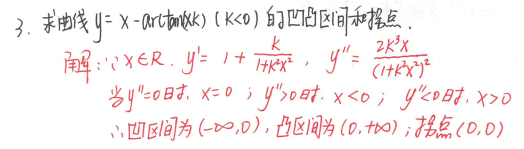 3. 求曲线 y = x - arctan(xk) (k<0) 的凹凸区间和拐点.
解: ∵ x∈R. y' = 1 + k/(1+k²x²), y'' = 2k³x/(1+k²x²)²
当y''=0时, x=0 ; y''>0时, x<0 ; y''<0时, x>0
∴凹区间为(-∞,0), 凸区间为(0,+∞); 拐点(0,0)